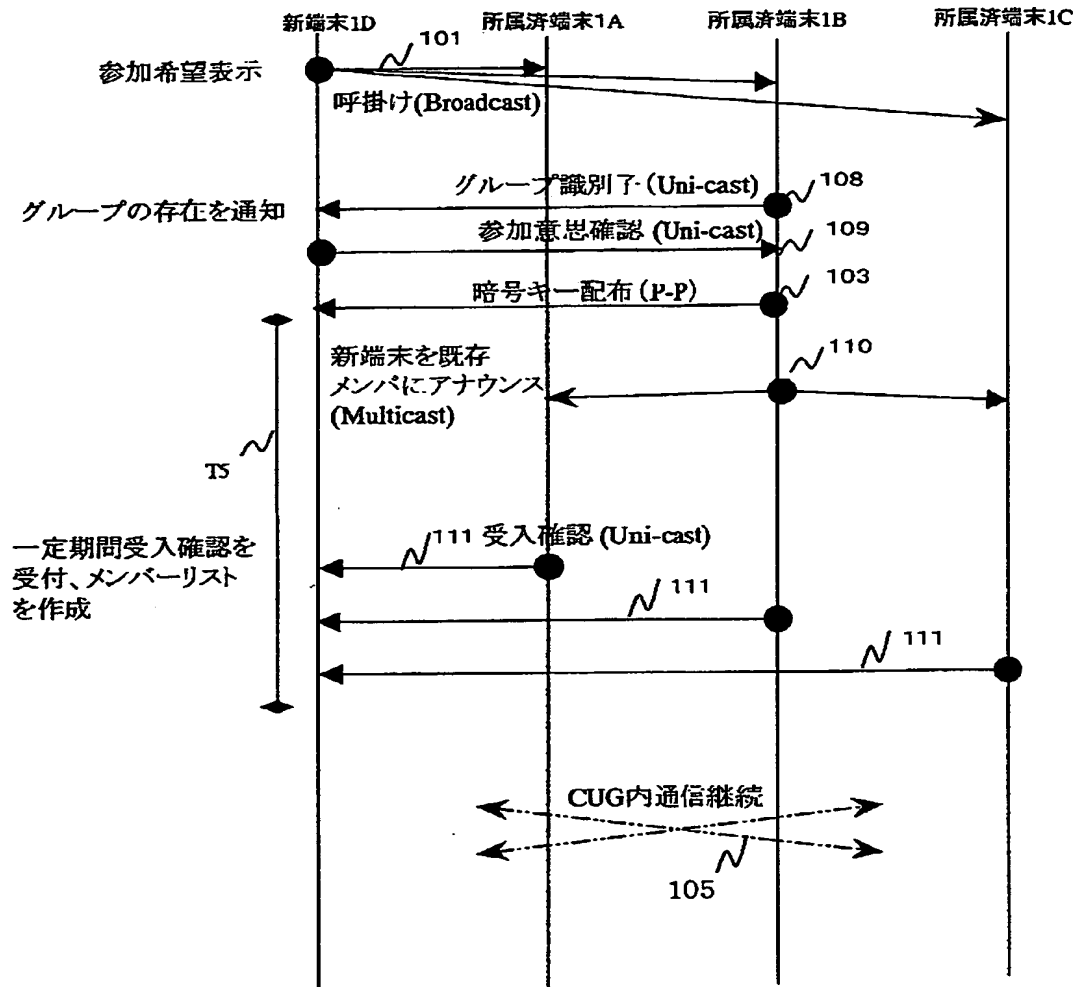 新端末1D
所属済端末1A
所属済端末1B
所属済端末1C
101
参加希望表示
呼掛け(Broadcast)
グループ識別子(Uni-cast)
108
グループの存在を通知
参加意思確認 (Uni-cast)
109
暗号キー配布(P-P)
103
新端末を既存
メンバにアナウンス
(Multicast)
110
T5
111 受入確認 (Uni-cast)
一定期間受入確認を
受付、メンバーリスト
を作成
111
111
CUG内通信継続
105